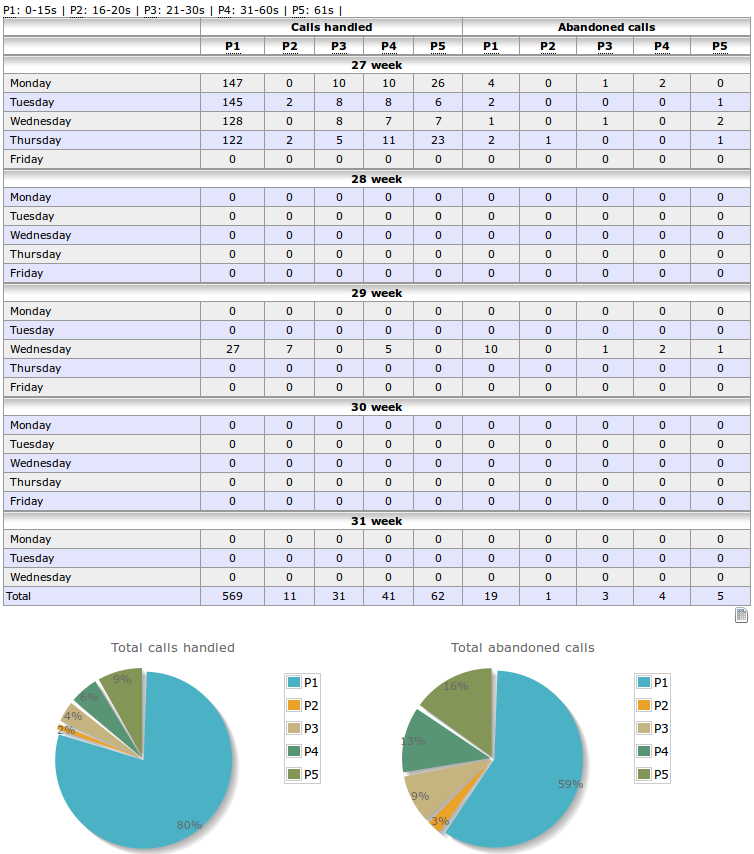 P1: 0-15s | P2: 16-20s | P3: 21-30s | P4: 31-60s | P5: 61s |
Calls handled Abandoned calls
P1 P2 P3 P4 P5 P1 P2 P3 P4 P5
27 week
Monday 147 0 10 10 26 4 0 1 2 0
Tuesday 145 2 8 8 6 2 0 0 0 1
Wednesday 128 0 8 7 7 1 0 1 0 2
Thursday 122 2 5 11 23 2 1 0 0 1
Friday 0 0 0 0 0 0 0 0 0 0
28 week
Monday 0 0 0 0 0 0 0 0 0 0
Tuesday 0 0 0 0 0 0 0 0 0 0
Wednesday 0 0 0 0 0 0 0 0 0 0
Thursday 0 0 0 0 0 0 0 0 0 0
Friday 0 0 0 0 0 0 0 0 0 0
29 week
Monday 0 0 0 0 0 0 0 0 0 0
Tuesday 0 0 0 0 0 0 0 0 0 0
Wednesday 27 7 0 5 0 10 0 1 2 1
Thursday 0 0 0 0 0 0 0 0 0 0
Friday 0 0 0 0 0 0 0 0 0 0
30 week
Monday 0 0 0 0 0 0 0 0 0 0
Tuesday 0 0 0 0 0 0 0 0 0 0
Wednesday 0 0 0 0 0 0 0 0 0 0
Thursday 0 0 0 0 0 0 0 0 0 0
Friday 0 0 0 0 0 0 0 0 0 0
31 week
Monday 0 0 0 0 0 0 0 0 0 0
Tuesday 0 0 0 0 0 0 0 0 0 0
Wednesday 0 0 0 0 0 0 0 0 0 0
Total 569 11 31 41 62 19 1 3 4 5
Total calls handled
9%
6%
4%
2%
80%
P1
P2
P3
P4
P5
Total abandoned calls
16%
13%
9%
3%
59%
P1
P2
P3
P4
P5